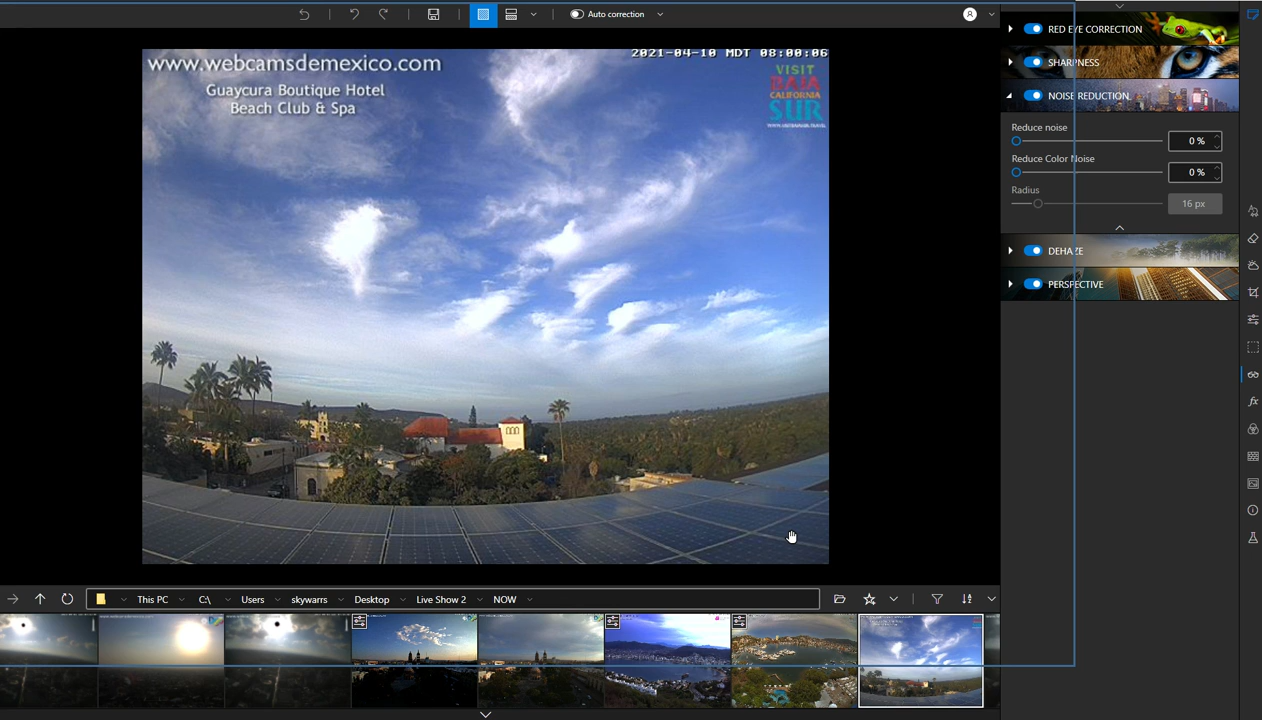 Auto correction
www.webcamsdemexico.com
Guaycura Boutique Hotel
Beach Club & Spa
2021-04-10 MDT 08:00:06
VISIT
BAJA
CALIFORNIA
SUR
RED EYE CORRECTION
SHARPNESS
NOISE REDUCTION
Reduce noise
0 %
Reduce Color Noise
0 %
Radius
16 px
DEHAZE
PERSPECTIVE
fx
This PC
C:\
Users
skywarrs
Desktop
Live Show 2
NOW